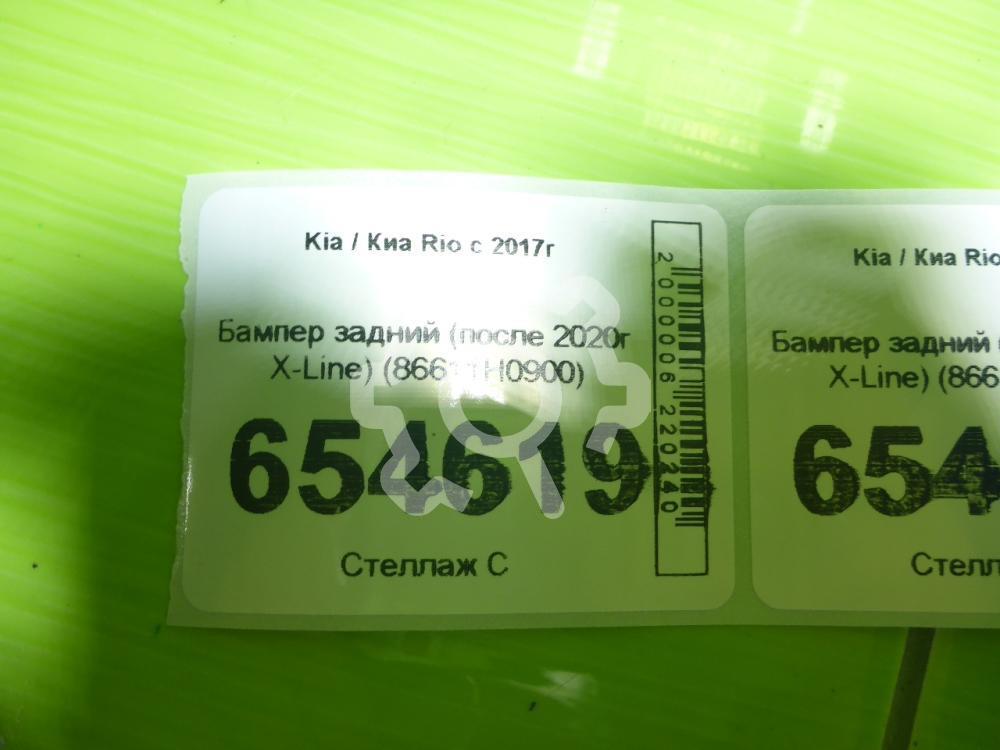 Kia / Киа Rio с 2017г
Бампер задний (после 2020г
X-Line) (86611H0900)
654619
Стеллаж С
2000006220240
Kia / Киа Rio
Бампер задний
X-Line) (866
654
Стелл